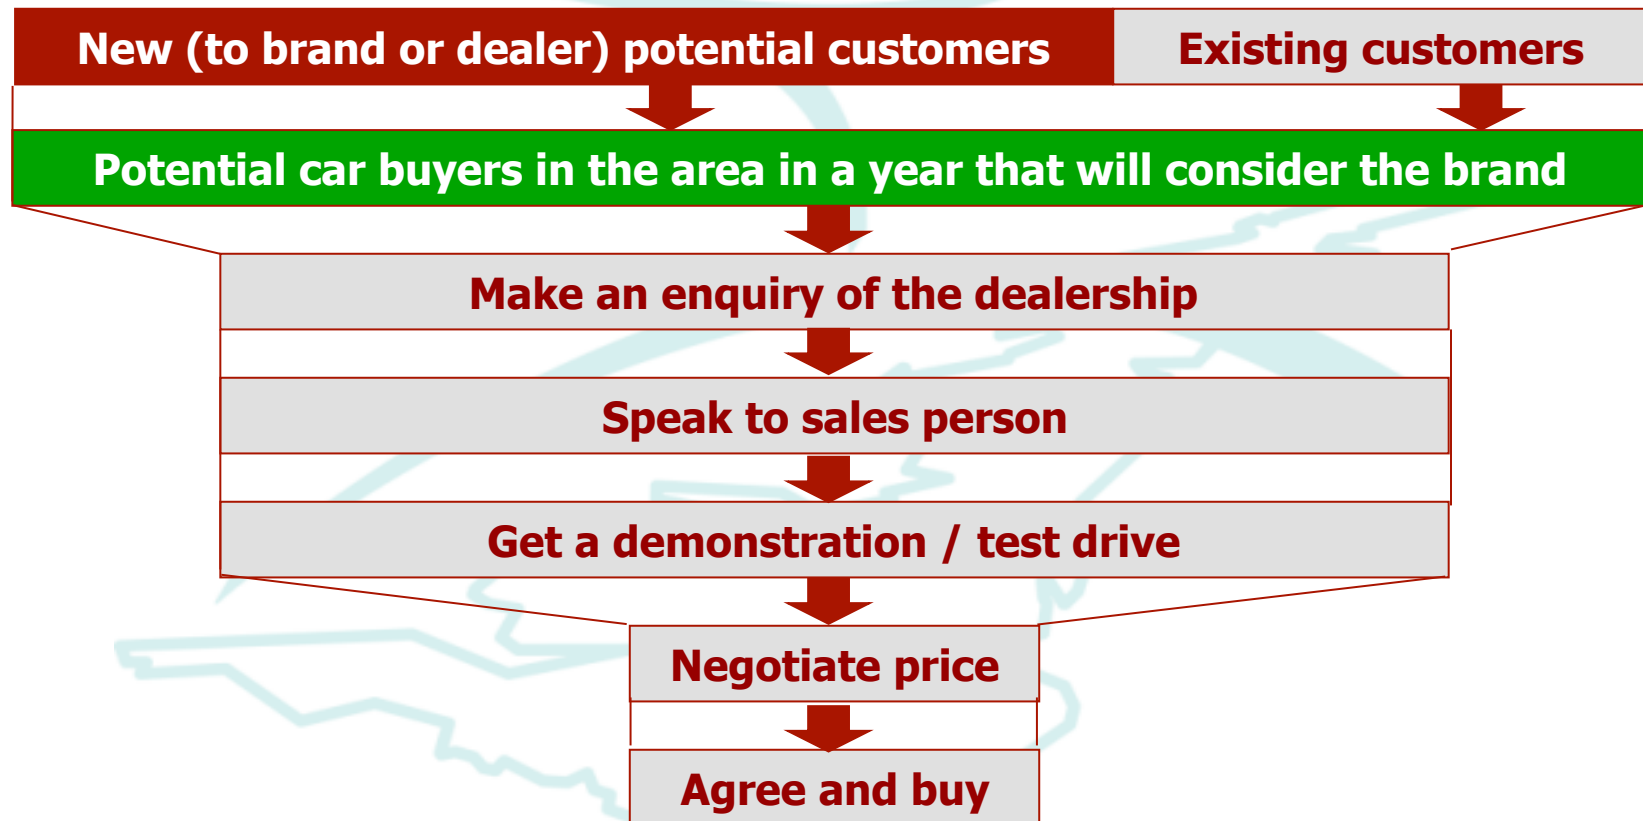 New (to brand or dealer) potential customers
Existing customers
Potential car buyers in the area in a year that will consider the brand
Make an enquiry of the dealership
Speak to sales person
Get a demonstration / test drive
Negotiate price
Agree and buy